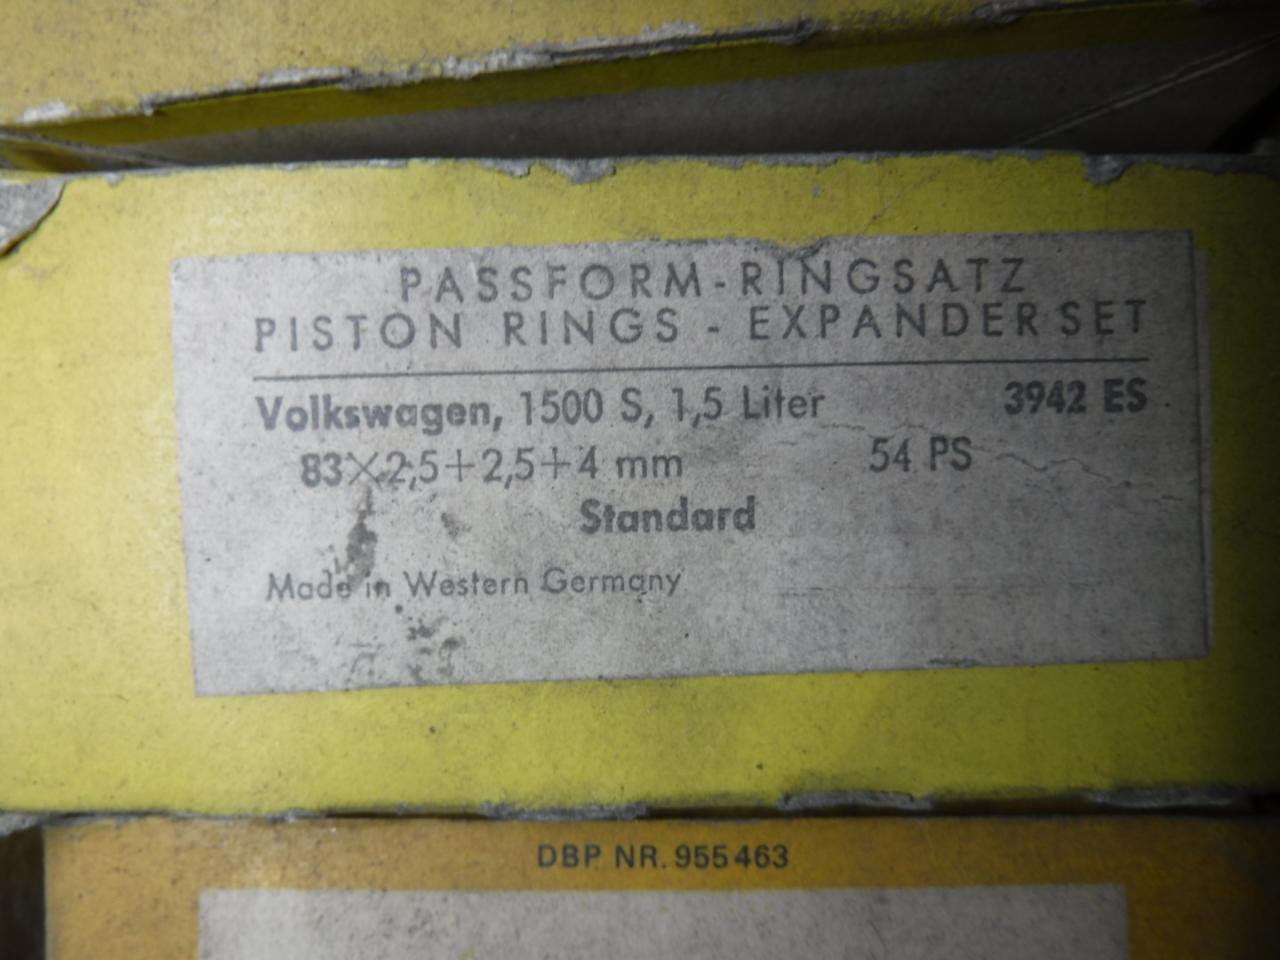 PASSFORM-RINGSATZ
PISTON RINGS - EXPANDER SET
Volkswagen, 1500 S, 1,5 Liter 3942 ES
83×2,5+2,5+4 mm 54 PS
Standard
Made in Western Germany
DBP NR. 955463